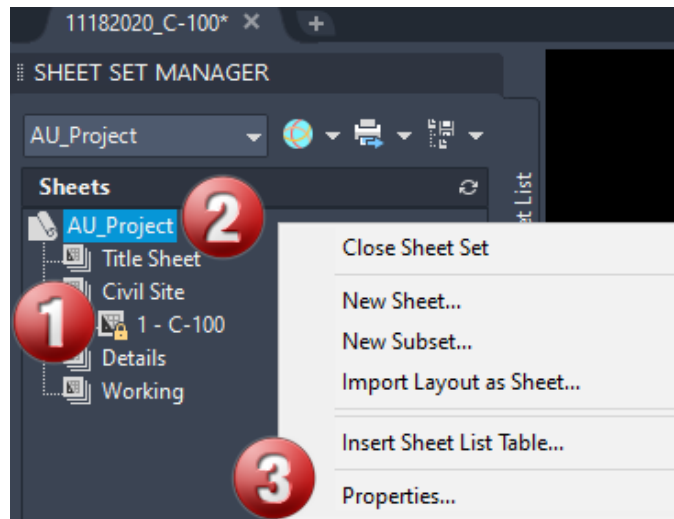 11182020_C-100*
SHEET SET MANAGER
AU_Project
Sheets
AU_Project
2
Title Sheet
Civil Site
1
1 - C-100
Details
Working
List
Close Sheet Set
New Sheet...
New Subset...
Import Layout as Sheet...
Insert Sheet List Table...
3
Properties...